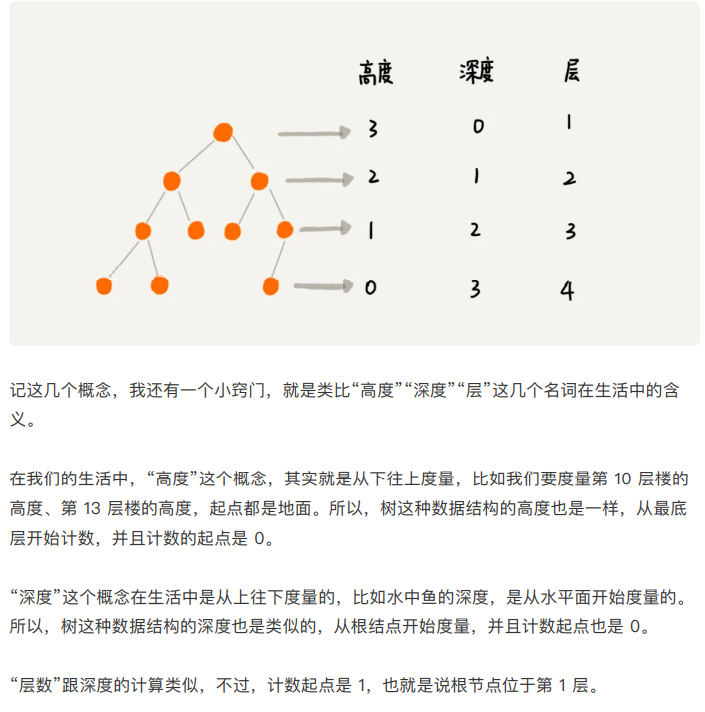 高度 深度 层
3 0 1
2 1 2
1 2 3
0 3 4
记这几个概念，我还有一个小窍门，就是类比“高度”“深度”“层”这几个名词在生活中的含
义。
在我们的生活中，“高度”这个概念，其实就是从下往上度量，比如我们要度量第 10 层楼的
高度、第 13 层楼的高度，起点都是地面。所以，树这种数据结构的高度也是一样，从最底
层开始计数，并且计数的起点是 0。
“深度”这个概念在生活中是从上往下度量的，比如水中鱼的深度，是从水平面开始度量的。
所以，树这种数据结构的深度也是类似的，从根结点开始度量，并且计数起点也是 0。
“层数”跟深度的计算类似，不过，计数起点是 1，也就是说根节点位于第 1 层。